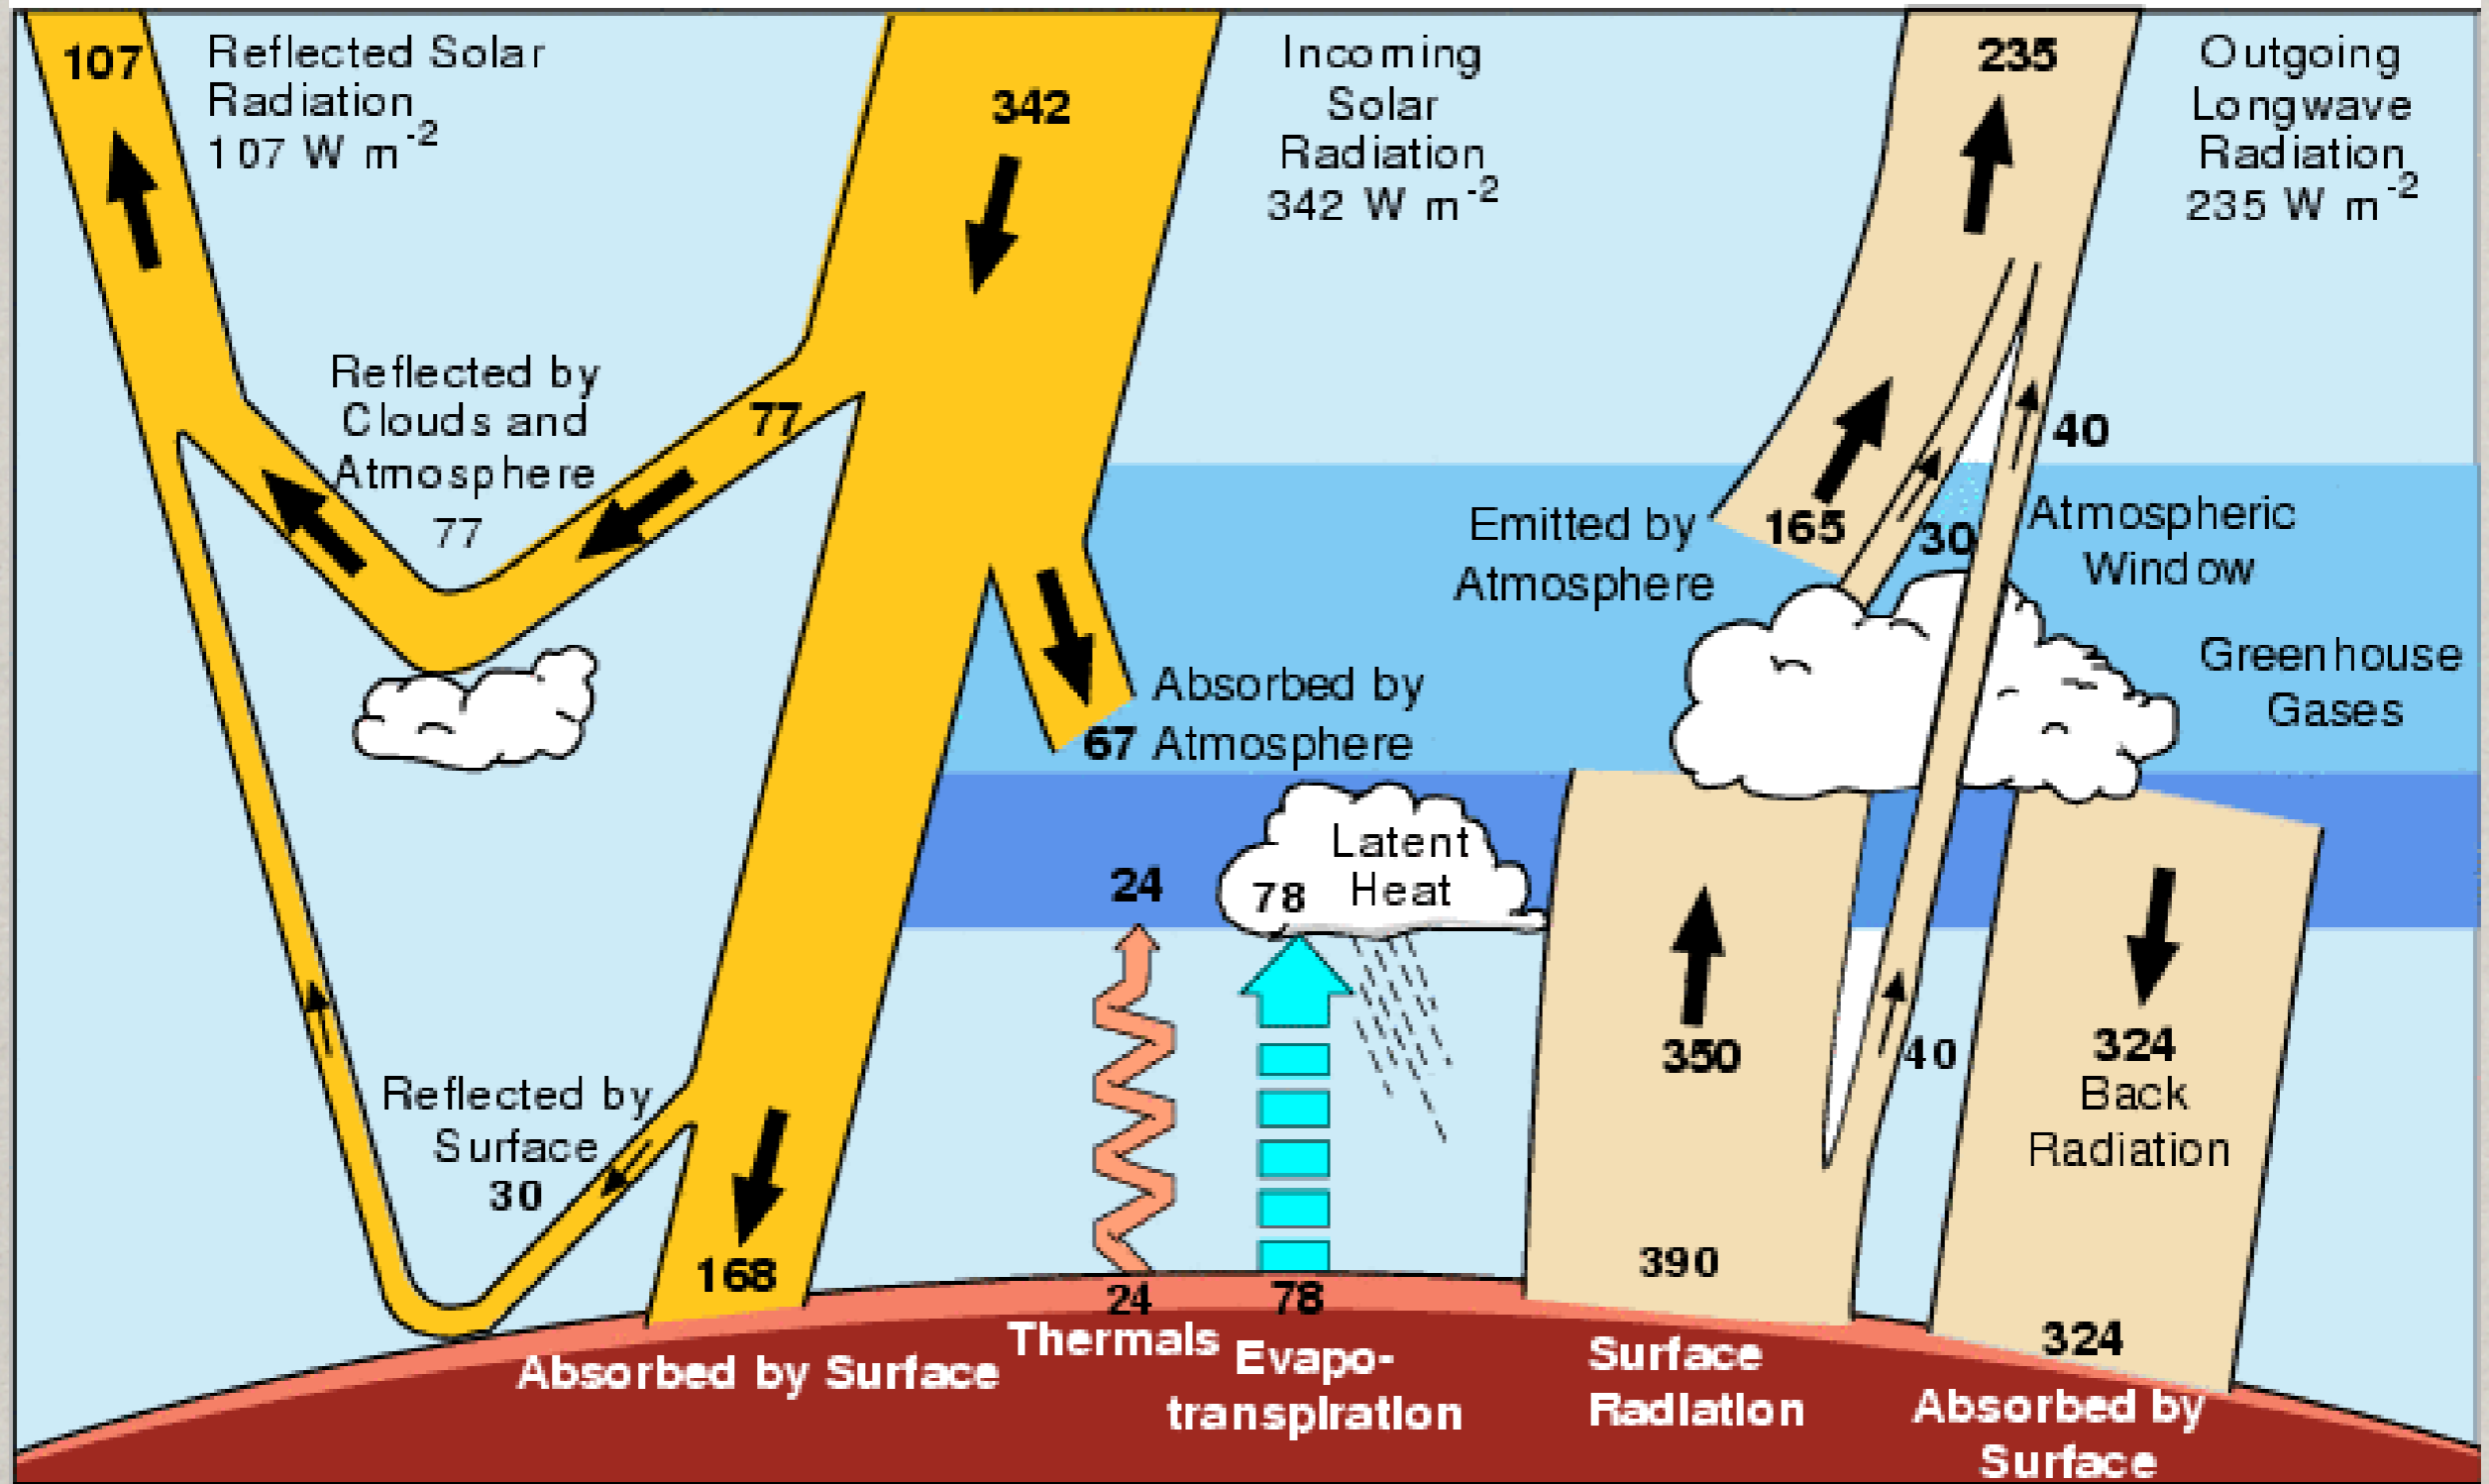 107
Reflected Solar
Radiation
107 W m-2
342
Incoming
Solar
Radiation
342 W m-2
235
Outgoing
Longwave
Radiation
235 W m-2
Reflected by
Clouds and
Atmosphere
77
77
40
Emitted by
Atmosphere
165
30
Atmospheric
Window
Greenhouse
Gases
Absorbed by
67 Atmosphere
24
Latent
78 Heat
350
40
324
Back
Radiation
Reflected by
Surface
30
168
390
24
78
324
Absorbed by Surface
Thermals
Evapo-
transpiration
Surface
Radiation
Absorbed by
Surface